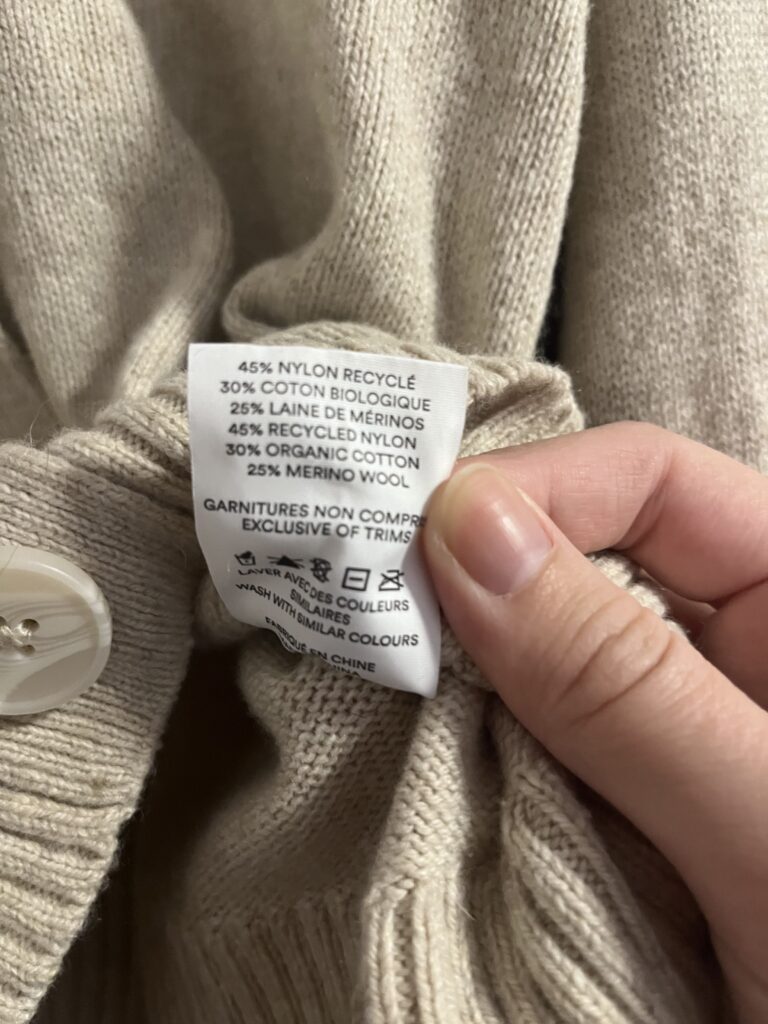 45% NYLON RECYCLÉ
30% COTON BIOLOGIQUE
25% LAINE DE MÉRINOS
45% RECYCLED NYLON
30% ORGANIC COTTON
25% MERINO WOOL
GARNITURES NON
EXCLUSIVE OF TRIMS
LAVER AVEC DES COULEURS
SIMILAIRES
WASH WITH SIMILAR COLOURS
FABRIQUÉ EN CHINE